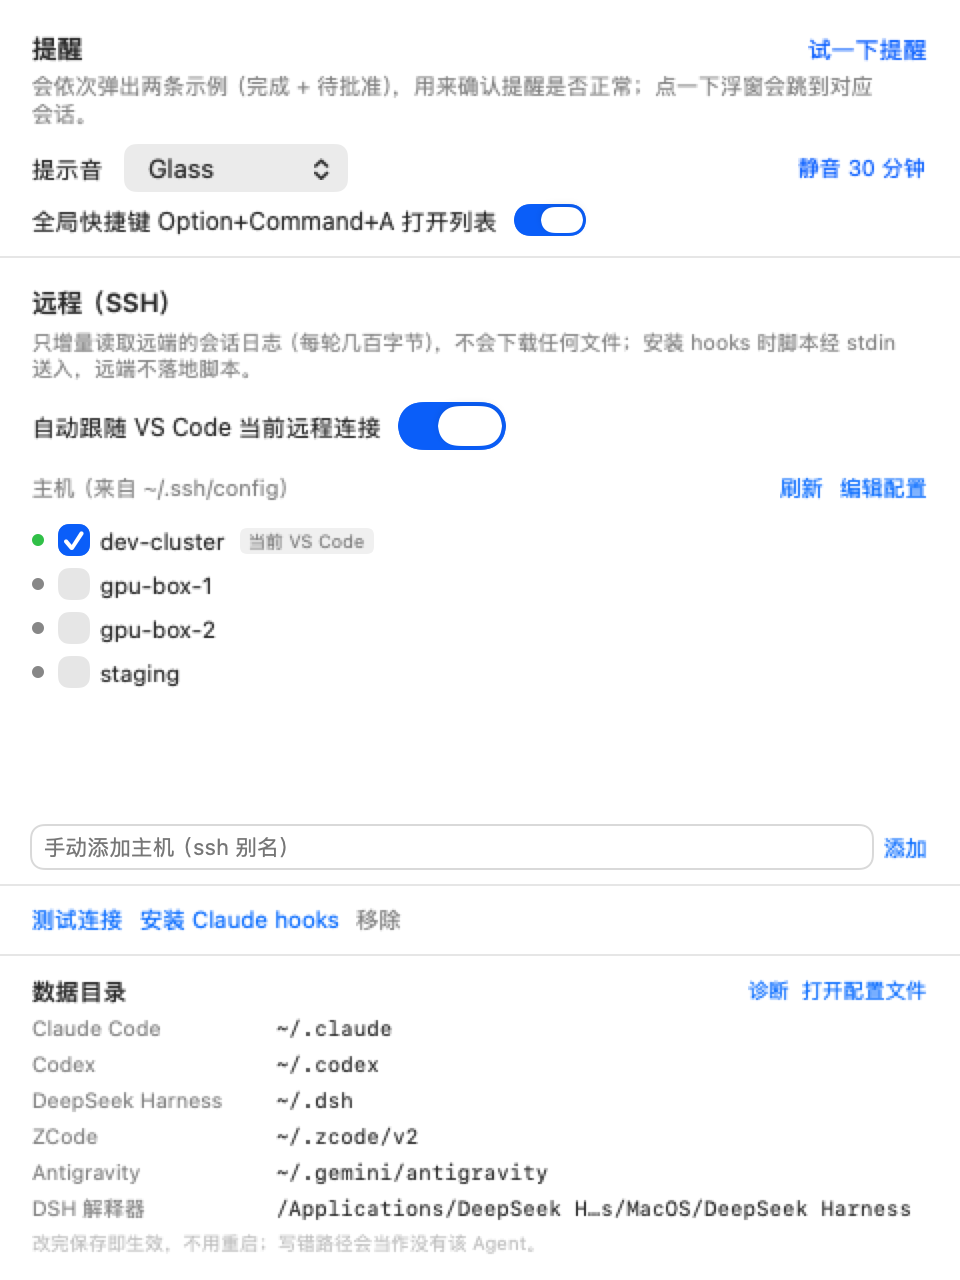 提醒
试一下提醒
会依次弹出两条示例（完成 + 待批准），用来确认提醒是否正常；点一下浮窗会跳到对应
会话。
提示音
Glass
静音 30 分钟
全局快捷键 Option+Command+A 打开列表
远程（SSH）
只增量读取远端的会话日志（每轮几百字节），不会下载任何文件；安装 hooks 时脚本经 stdin
送入，远端不落地脚本。
自动跟随 VS Code 当前远程连接
主机（来自 ~/.ssh/config）
刷新 编辑配置
dev-cluster 当前 VS Code
gpu-box-1
gpu-box-2
staging
手动添加主机（ssh 别名）
添加
测试连接 安装 Claude hooks 移除
数据目录
诊断 打开配置文件
Claude Code ~/.claude
Codex ~/.codex
DeepSeek Harness ~/.dsh
ZCode ~/.zcode/v2
Antigravity ~/.gemini/antigravity
DSH 解释器 /Applications/DeepSeek H…s/MacOS/DeepSeek Harness
改完保存即生效，不用重启；写错路径会当作没有该 Agent。